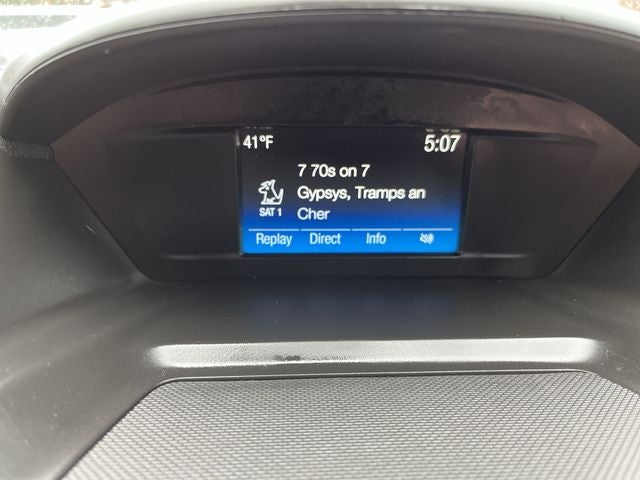 41°F 5:07
7 70s on 7
Gypsys, Tramps an
SAT 1 Cher
Replay Direct Info